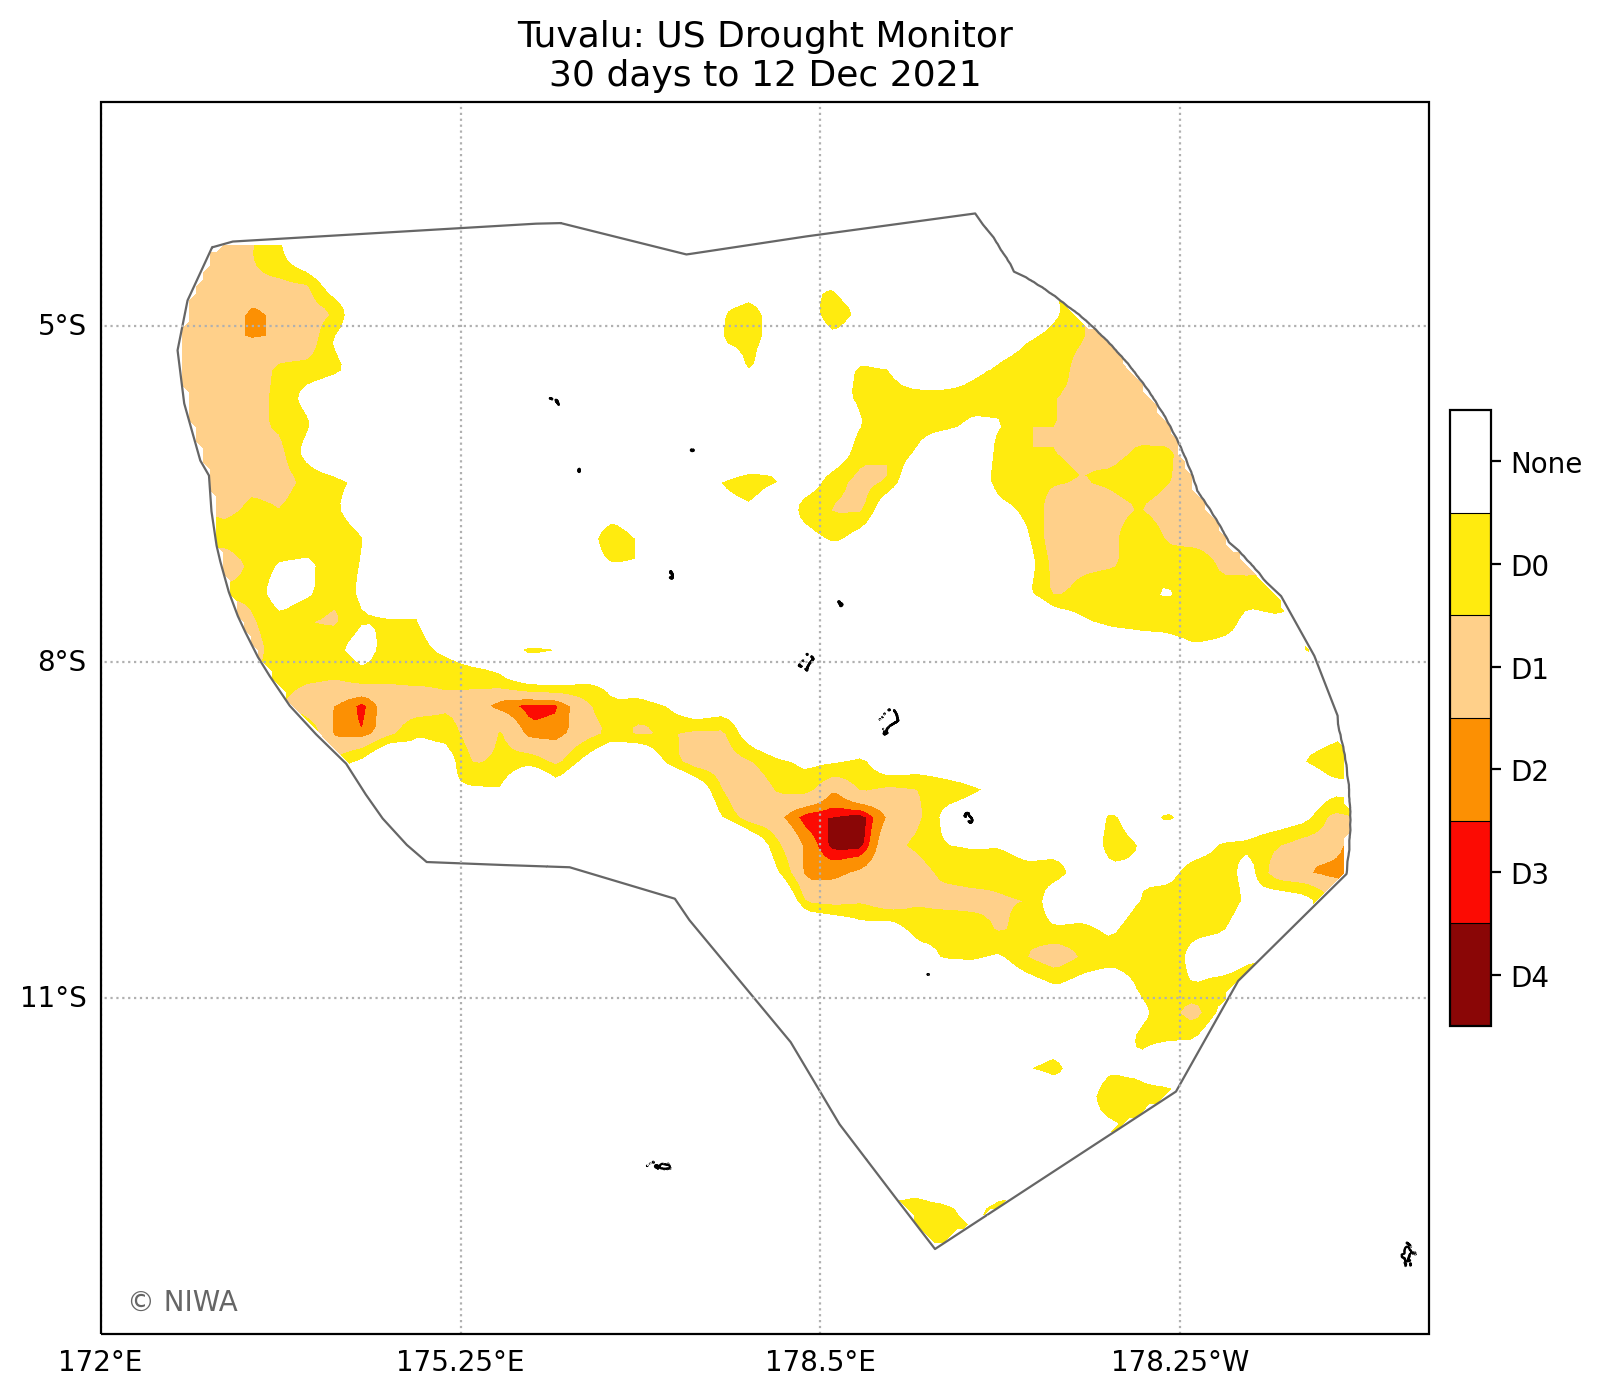 Tuvalu: US Drought Monitor
30 days to 12 Dec 2021
5°S
8°S
11°S
172°E
175.25°E
178.5°E
178.25°W
None
D0
D1
D2
D3
D4
© NIWA